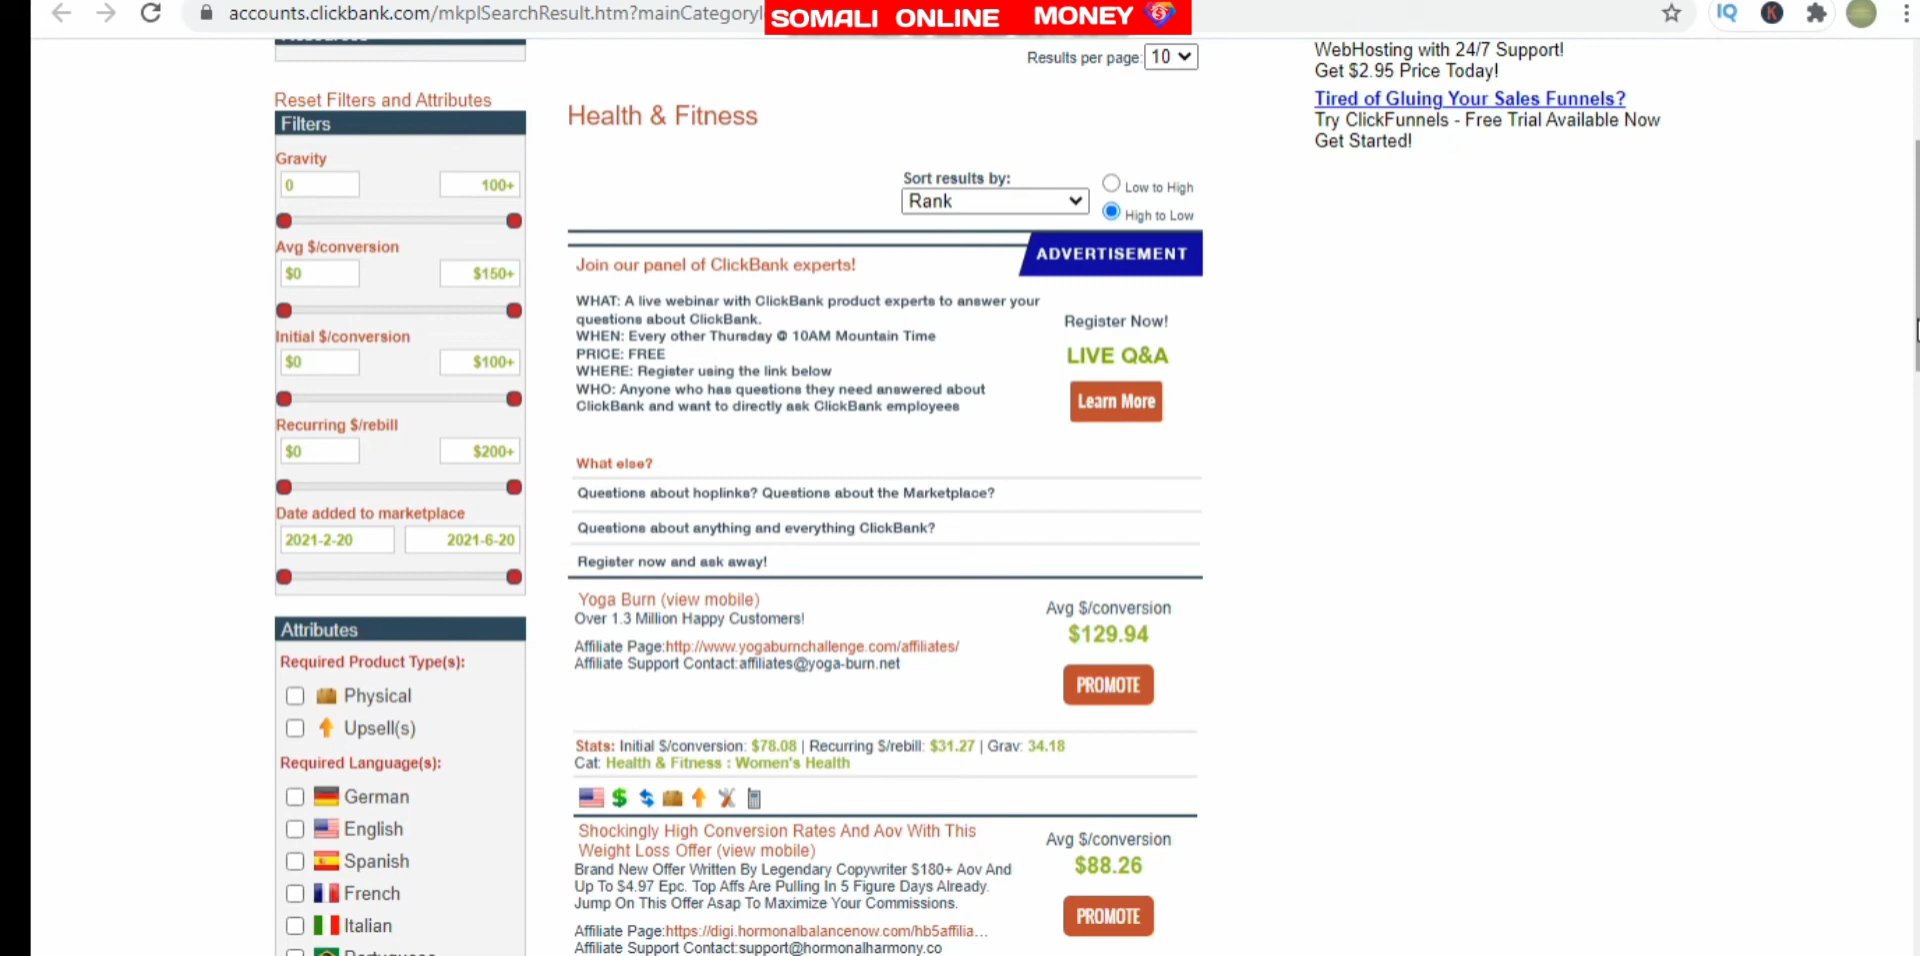 accounts.clickbank.com/mkplSearchResult.htm?mainCategoryI
SOMALI ONLINE MONEY
IQ
K
Results per page: 10
WebHosting with 24/7 Support!
Get $2.95 Price Today!
Tired of Gluing Your Sales Funnels?
Try ClickFunnels - Free Trial Available Now
Get Started!
Reset Filters and Attributes
Filters
Gravity
0 100+
Avg $/conversion
$0 $150+
Initial $/conversion
$0 $100+
Recurring $/rebill
$0 $200+
Date added to marketplace
2021-2-20 2021-6-20
Attributes
Required Product Type(s):
Physical
Upsell(s)
Required Language(s):
German
English
Spanish
French
Italian
Health & Fitness
Sort results by:
Rank
Low to High
High to Low
ADVERTISEMENT
Join our panel of ClickBank experts!
WHAT: A live webinar with ClickBank product experts to answer your
questions about ClickBank.
WHEN: Every other Thursday @ 10AM Mountain Time
PRICE: FREE
WHERE: Register using the link below
WHO: Anyone who has questions they need answered about
ClickBank and want to directly ask ClickBank employees
Register Now!
LIVE Q&A
Learn More
What else?
Questions about hoplinks? Questions about the Marketplace?
Questions about anything and everything ClickBank?
Register now and ask away!
Yoga Burn (view mobile)
Over 1.3 Million Happy Customers!
Affiliate Page:http://www.yogaburnchallenge.com/affiliates/
Affiliate Support Contact:affiliates@yoga-burn.net
Avg $/conversion
$129.94
PROMOTE
Stats: Initial $/conversion: $78.08 | Recurring $/rebill: $31.27 | Grav: 34.18
Cat: Health & Fitness : Women's Health
Shockingly High Conversion Rates And Aov With This
Weight Loss Offer (view mobile)
Brand New Offer Written By Legendary Copywriter $180+ Aov And
Up To $4.97 Epc. Top Affs Are Pulling In 5 Figure Days Already.
Jump On This Offer Asap To Maximize Your Commissions.
Affiliate Page:https://digi.hormonalbalancenow.com/hb5affilia...
Affiliate Support Contact:support@hormonalharmony.co
Avg $/conversion
$88.26
PROMOTE